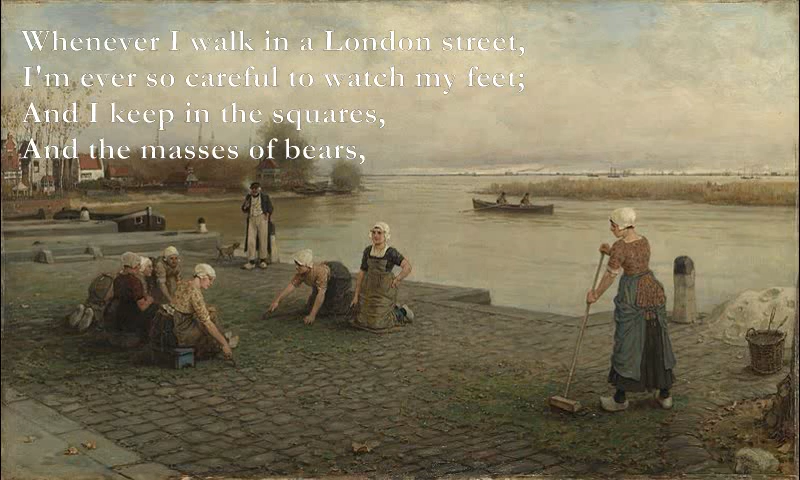 Whenever I walk in a London street,
I'm ever so careful to watch my feet;
And I keep in the squares,
And the masses of bears,